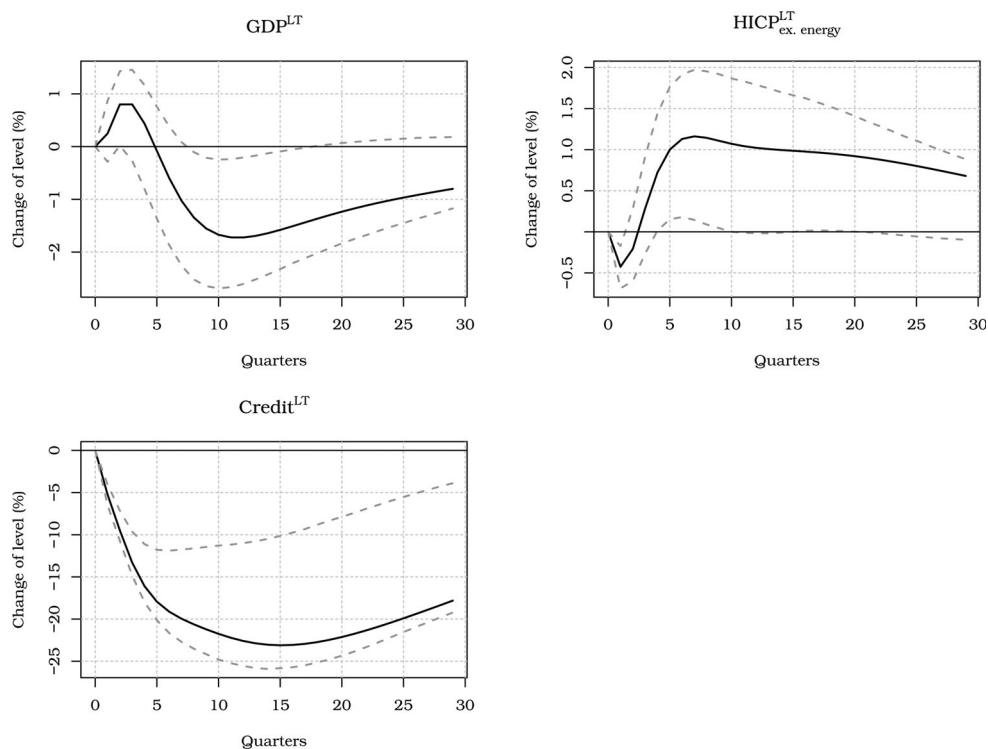 GDP^LT
Change of level (%)
1
0
−1
−2
0 5 10 15 20 25 30
Quarters
HICP^LT_ex. energy
Change of level (%)
2.0
1.5
1.0
0.5
−0.5
0 5 10 15 20 25 30
Quarters
Credit^LT
Change of level (%)
0
−5
−10
−15
−20
−25
0 5 10 15 20 25 30
Quarters